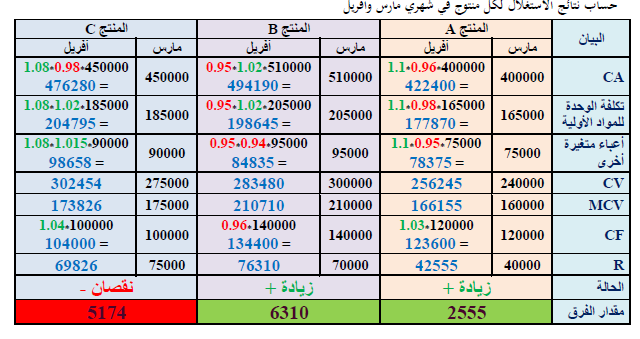 حساب نتائج الاستغلال لكل منتوج في شهري مارس وأفريل
البيان | المنتج A | المنتج B | المنتج C
مارس | أفريل | مارس | أفريل | مارس | أفريل
CA | 400000 | 1.1*0.96*400000 | 510000 | 0.95*1.02*510000 | 450000 | 1.08*0.98*450000
422400 = | 494190 = | 476280 =
تكلفة الوحدة للمواد الأولية | 165000 | 1.1*0.98*165000 | 205000 | 0.95*1.02*205000 | 185000 | 1.08*1.02*185000
177870 = | 198645 = | 204795 =
أعباء متغيرة أخرى | 75000 | 1.1*0.95*75000 | 95000 | 0.95*0.94*95000 | 90000 | 1.08*1.015*90000
78375 = | 84835 = | 98658 =
CV | 240000 | 256245 | 300000 | 283480 | 275000 | 302454
MCV | 160000 | 166155 | 210000 | 210710 | 175000 | 173826
CF | 120000 | 1.03*120000 | 140000 | 0.96*140000 | 100000 | 1.04*100000
123600 = | 134400 = | 104000 =
R | 40000 | 42555 | 70000 | 76310 | 75000 | 69826
الحالة | زيادة + | زيادة + | نقصان -
مقدار الفرق | 2555 | 6310 | 5174